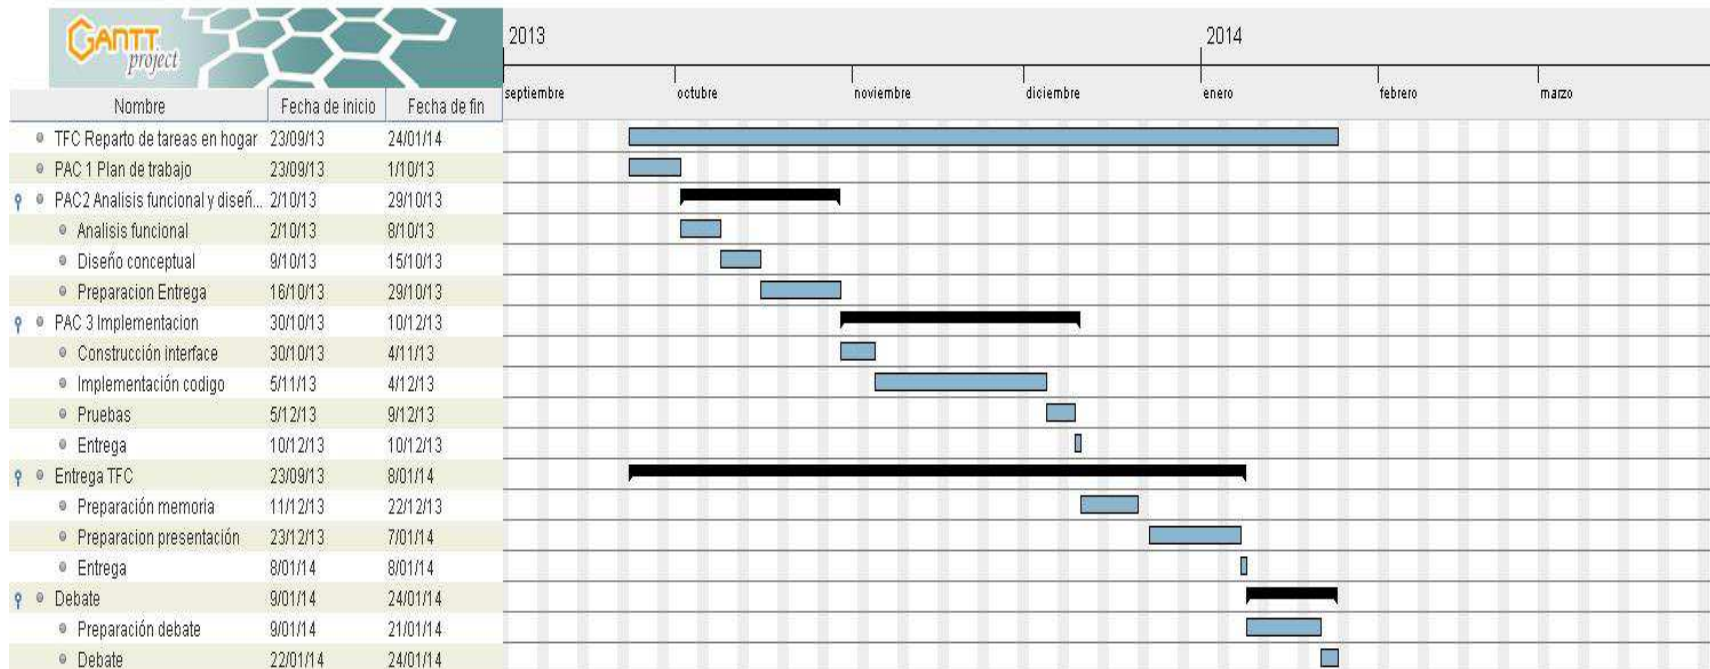 GANTT
project
2013 2014
septiembre octubre noviembre diciembre enero febrero marzo
Nombre Fecha de inicio Fecha de fin
TFC Reparto de tareas en hogar 23/09/13 24/01/14
PAC 1 Plan de trabajo 23/09/13 1/10/13
PAC2 Analisis funcional y diseñ... 2/10/13 29/10/13
Analisis funcional 2/10/13 8/10/13
Diseño conceptual 9/10/13 15/10/13
Preparacion Entrega 16/10/13 29/10/13
PAC 3 Implementacion 30/10/13 10/12/13
Construcción interface 30/10/13 4/11/13
Implementación codigo 5/11/13 4/12/13
Pruebas 5/12/13 9/12/13
Entrega 10/12/13 10/12/13
Entrega TFC 23/09/13 8/01/14
Preparación memoria 11/12/13 22/12/13
Preparacion presentación 23/12/13 7/01/14
Entrega 8/01/14 8/01/14
Debate 9/01/14 24/01/14
Preparación debate 9/01/14 21/01/14
Debate 22/01/14 24/01/14